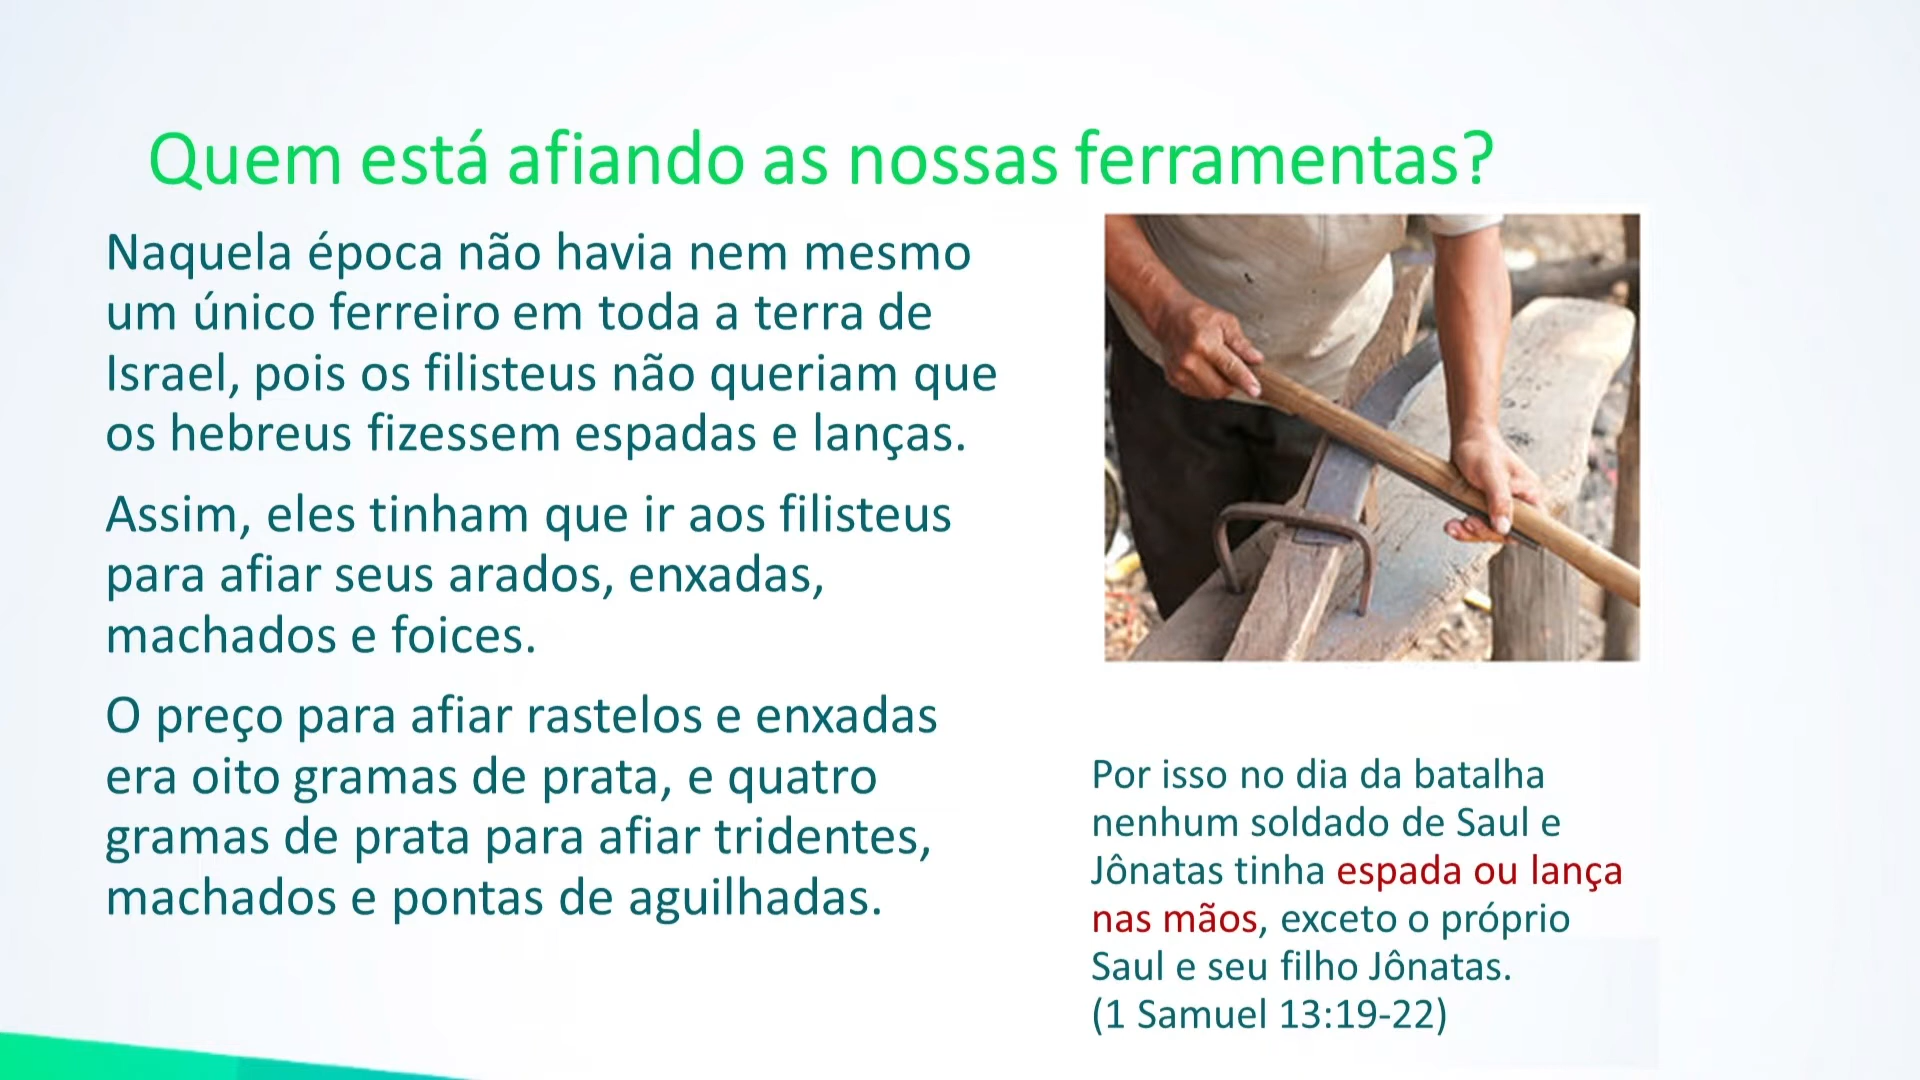 Quem está afiando as nossas ferramentas?
Naquela época não havia nem mesmo
um único ferreiro em toda a terra de
Israel, pois os filisteus não queriam que
os hebreus fizessem espadas e lanças.
Assim, eles tinham que ir aos filisteus
para afiar seus arados, enxadas,
machados e foices.
O preço para afiar rastelos e enxadas
era oito gramas de prata, e quatro
gramas de prata para afiar tridentes,
machados e pontas de aguilhadas.
Por isso no dia da batalha
nenhum soldado de Saul e
Jônatas tinha espada ou lança
nas mãos, exceto o próprio
Saul e seu filho Jônatas.
(1 Samuel 13:19-22)